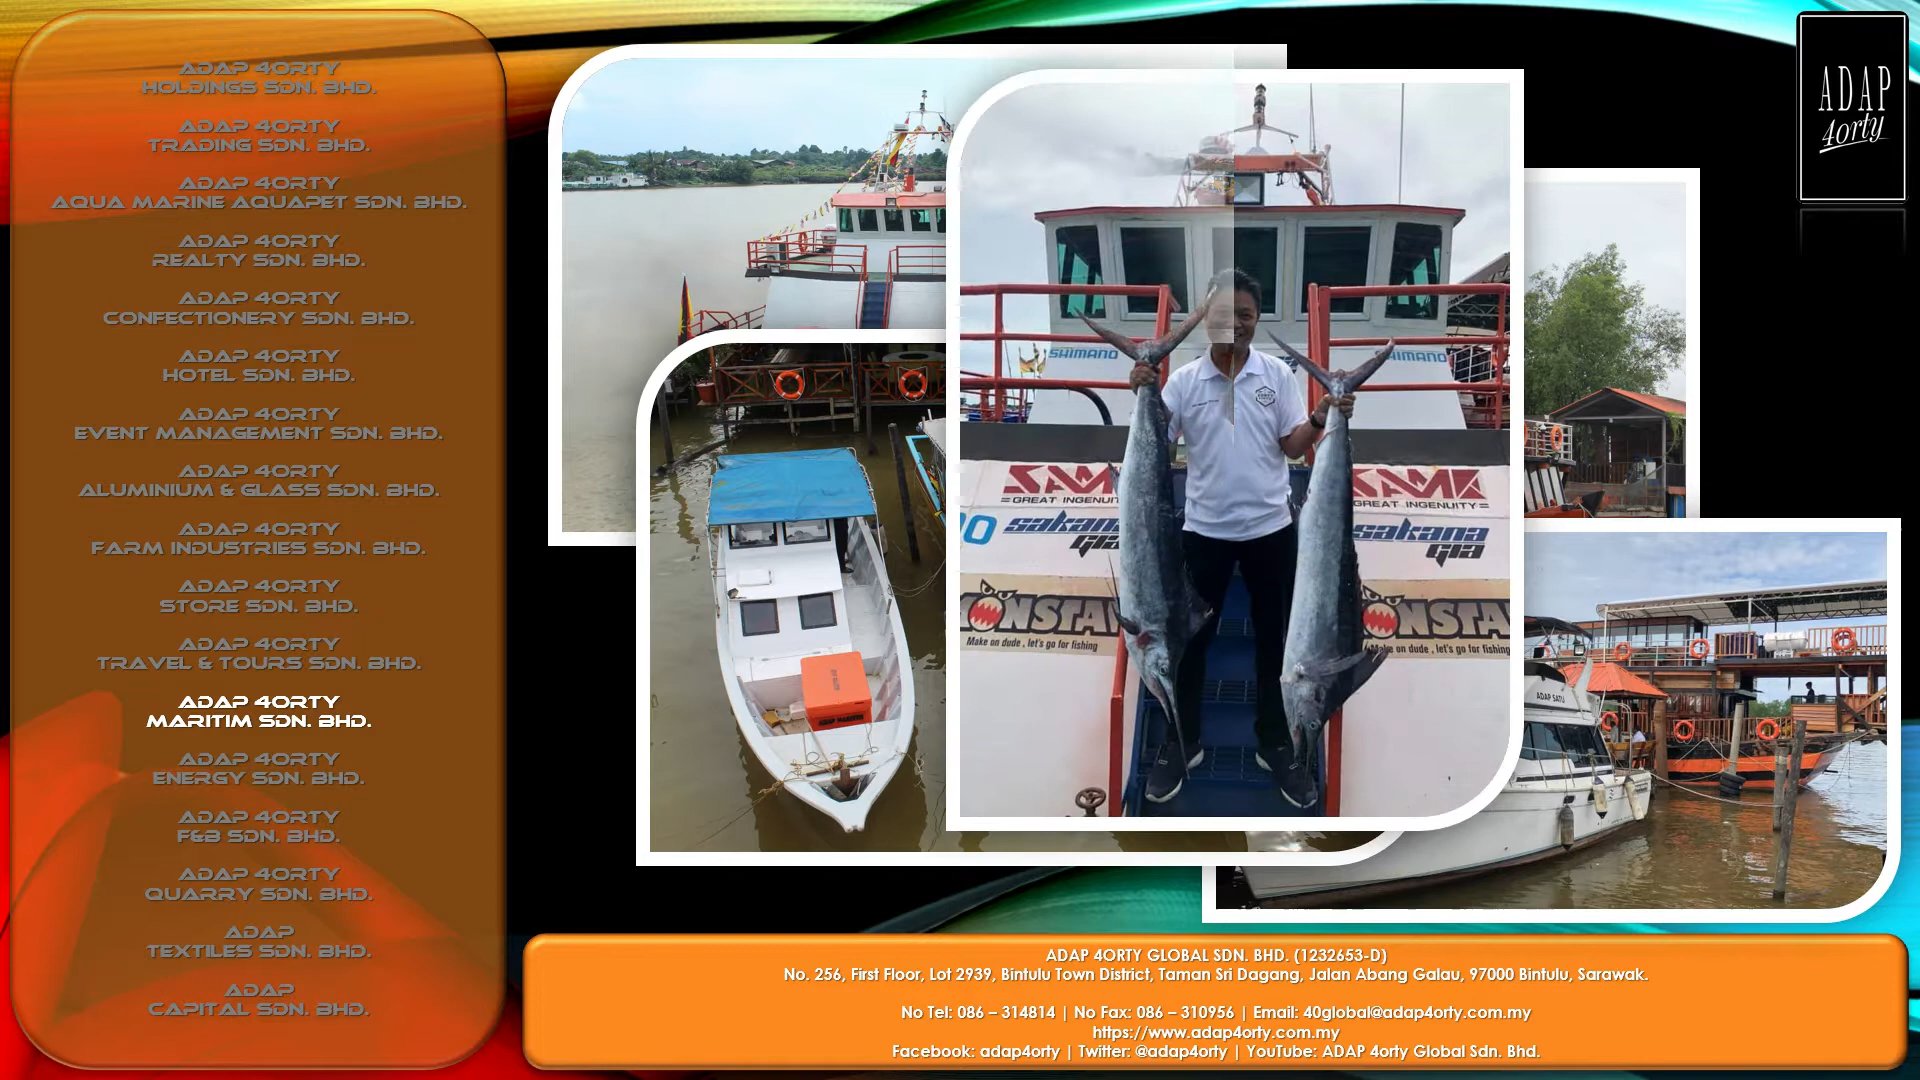 ADAP 4ORTY
HOLDINGS SDN. BHD.
ADAP 4ORTY
TRADING SDN. BHD.
ADAP 4ORTY
AQUA MARINE AQUAPET SDN. BHD.
ADAP 4ORTY
REALTY SDN. BHD.
ADAP 4ORTY
CONFECTIONERY SDN. BHD.
ADAP 4ORTY
HOTEL SDN. BHD.
ADAP 4ORTY
EVENT MANAGEMENT SDN. BHD.
ADAP 4ORTY
ALUMINIUM & GLASS SDN. BHD.
ADAP 4ORTY
FARM INDUSTRIES SDN. BHD.
ADAP 4ORTY
STORE SDN. BHD.
ADAP 4ORTY
TRAVEL & TOURS SDN. BHD.
ADAP 4ORTY
MARITIM SDN. BHD.
ADAP 4ORTY
ENERGY SDN. BHD.
ADAP 4ORTY
F&B SDN. BHD.
ADAP 4ORTY
QUARRY SDN. BHD.
ADAP
TEXTILES SDN. BHD.
ADAP
CAPITAL SDN. BHD.
ADAP
4orty
SHIMANO
GREAT INGENUITY
GREAT INGENUITY
sakana
gia
sakana
gia
Make on dude , let's go for fishing
Make on dude , let's go for fishing
ADAP SATU
ADAP 4ORTY GLOBAL SDN. BHD. (1232653-D)
No. 256, First Floor, Lot 2939, Bintulu Town District, Taman Sri Dagang, Jalan Abang Galau, 97000 Bintulu, Sarawak.
No Tel: 086 – 314814 | No Fax: 086 – 310956 | Email: 40global@adap4orty.com.my
https://www.adap4orty.com.my
Facebook: adap4orty | Twitter: @adap4orty | YouTube: ADAP 4orty Global Sdn. Bhd.